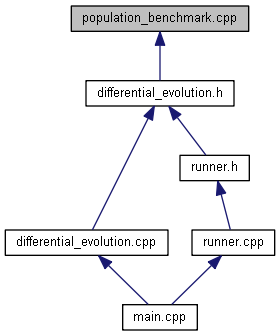 population_benchmark.cpp
differential_evolution.h
runner.h
differential_evolution.cpp
runner.cpp
main.cpp